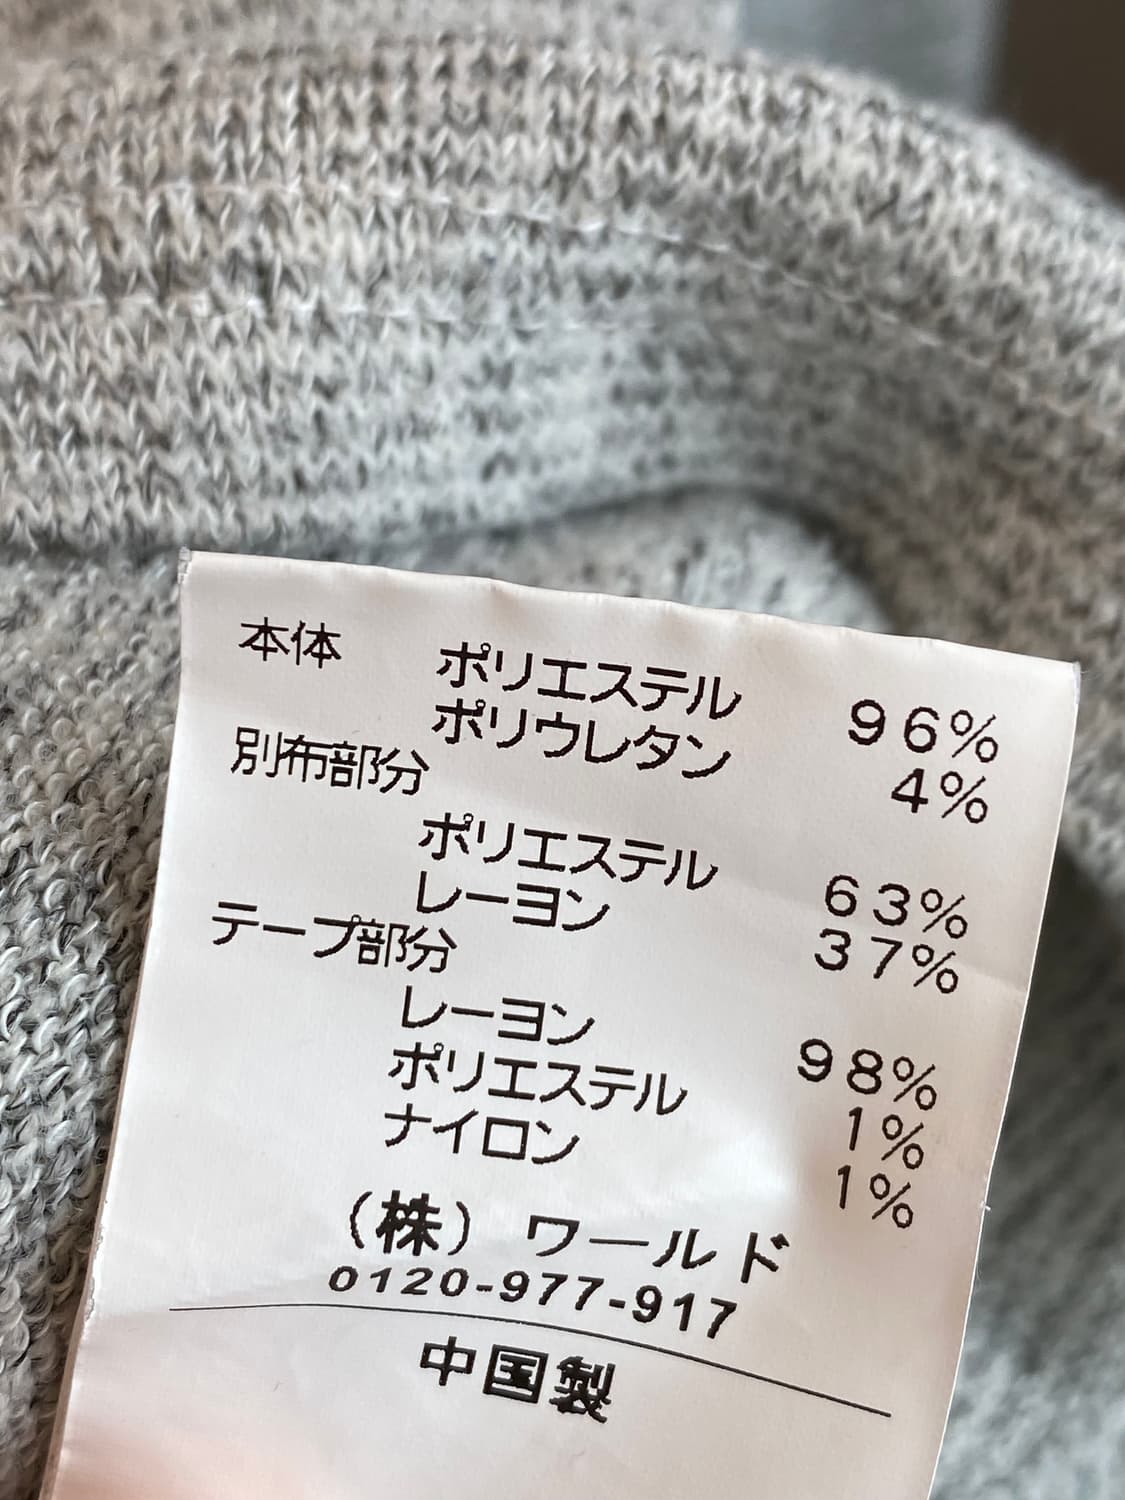 本体 ポリエステル 96%
ポリウレタン 4%
別布部分
ポリエステル 63%
レーヨン 37%
テープ部分
レーヨン 98%
ポリエステル 1%
ナイロン 1%
(株) ワールド
0120-977-917
中国製